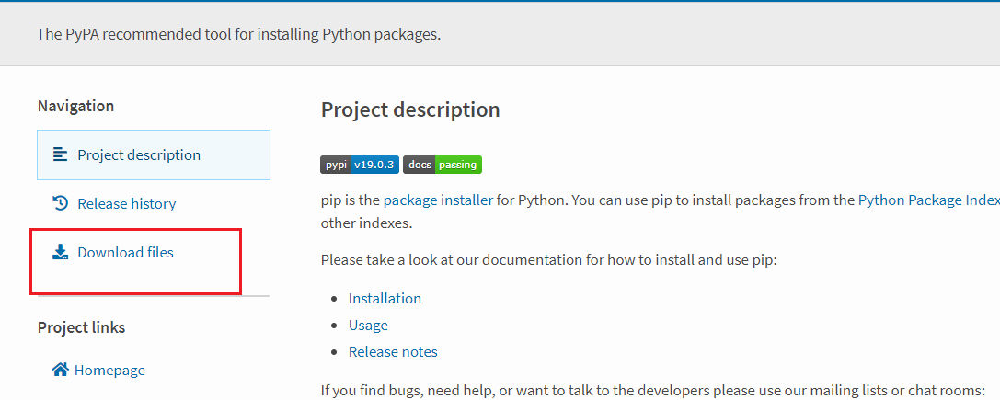 The PyPA recommended tool for installing Python packages.
Navigation
Project description
Release history
Download files
Project links
Homepage
Project description
pypi v19.0.3 docs passing
pip is the package installer for Python. You can use pip to install packages from the Python Package Index
other indexes.
Please take a look at our documentation for how to install and use pip:
Installation
Usage
Release notes
If you find bugs, need help, or want to talk to the developers please use our mailing lists or chat rooms: